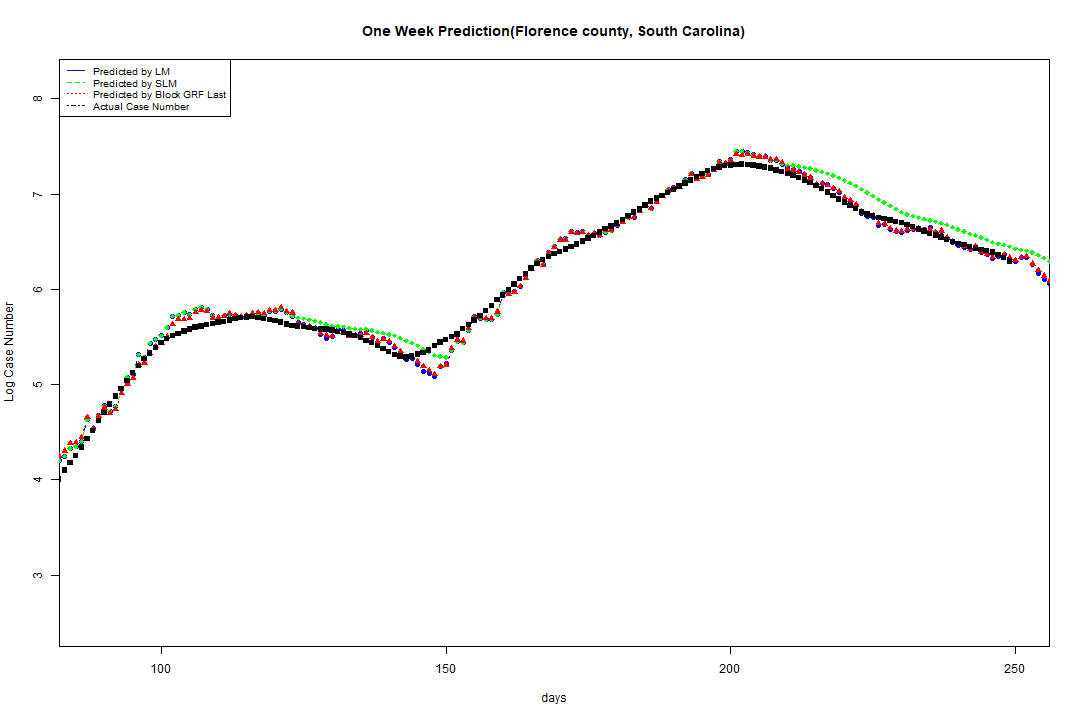 One Week Prediction(Florence county, South Carolina)
Predicted by LM
Predicted by SLM
Predicted by Block GRF Last
Actual Case Number
8
7
6
5
4
3
Log Case Number
100 150 200 250
days